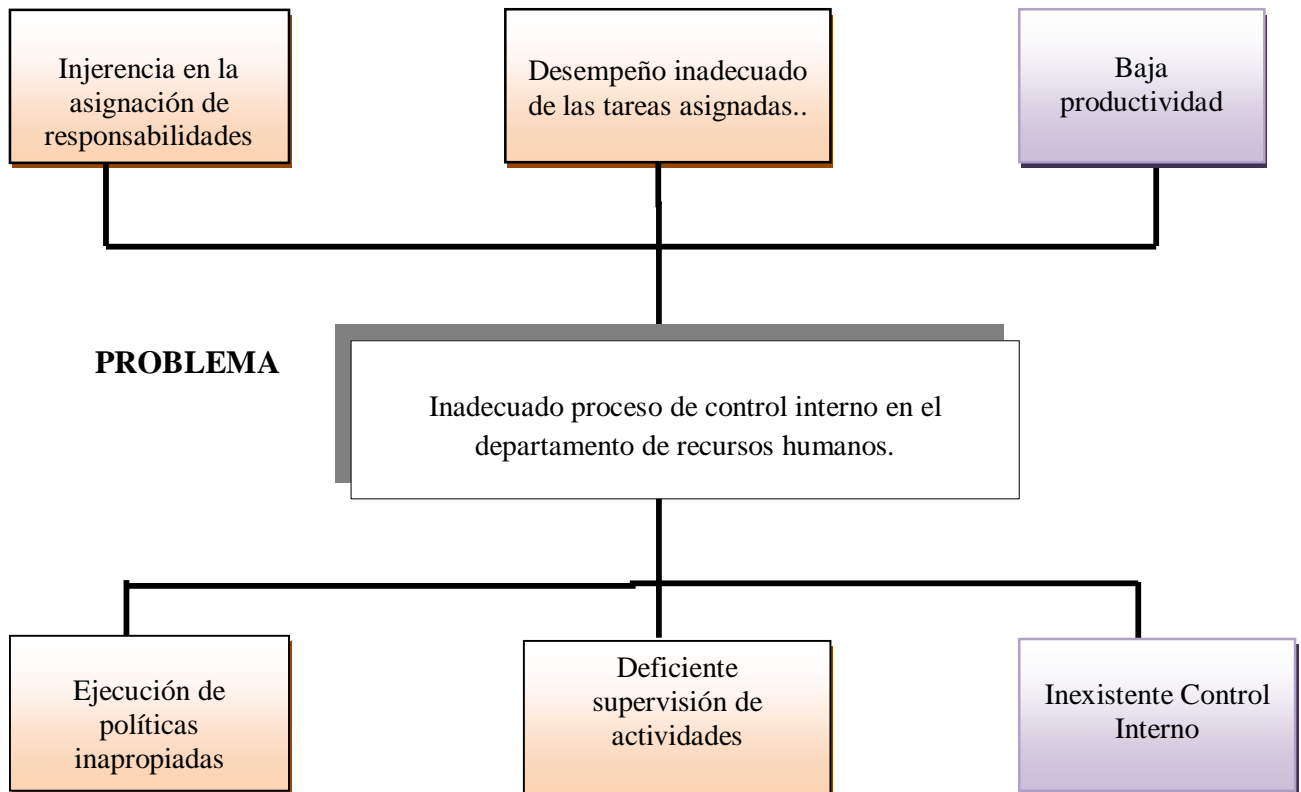 Injerencia en la
asignación de
responsabilidades
Desempeño inadecuado
de las tareas asignadas..
Baja
productividad
PROBLEMA
Inadecuado proceso de control interno en el
departamento de recursos humanos.
Ejecución de
políticas
inapropiadas
Deficiente
supervisión de
actividades
Inexistente Control
Interno